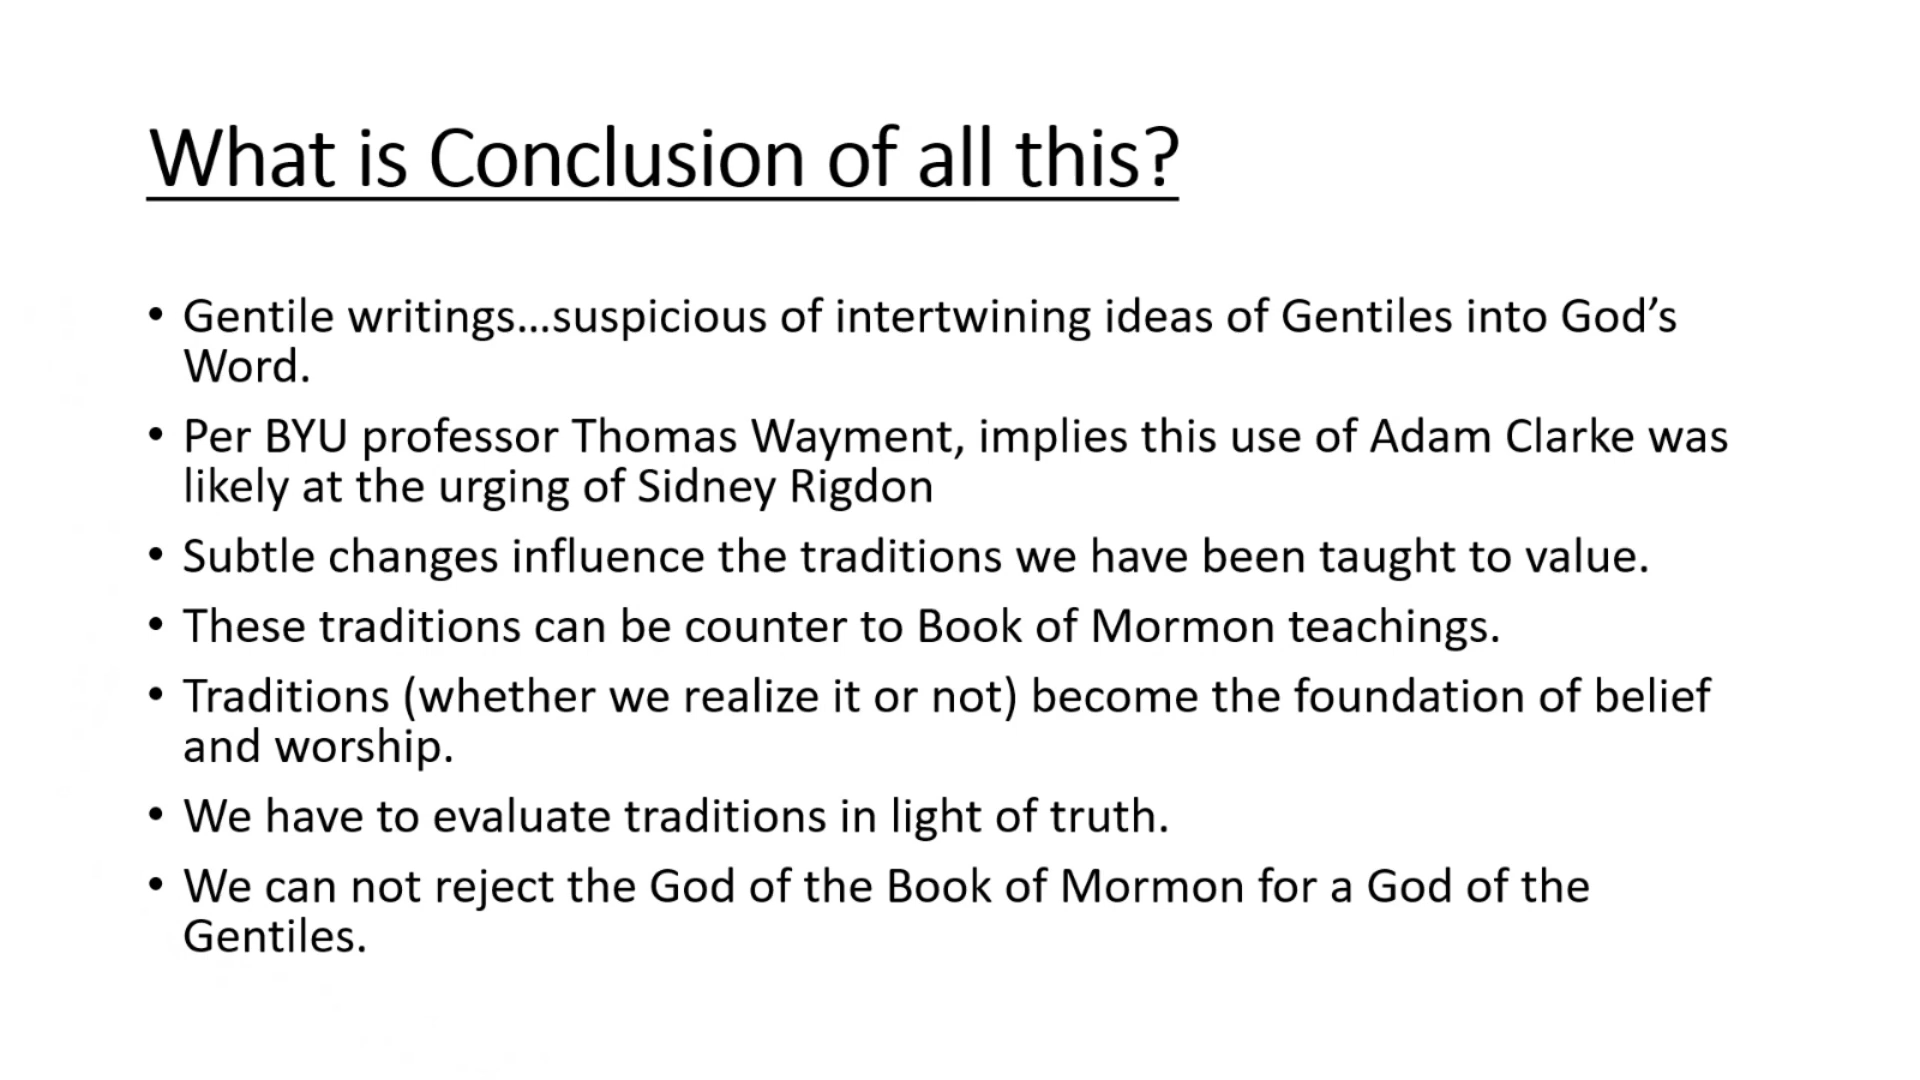 What is Conclusion of all this?
• Gentile writings...suspicious of intertwining ideas of Gentiles into God’s
Word.
• Per BYU professor Thomas Wayment, implies this use of Adam Clarke was
likely at the urging of Sidney Rigdon
• Subtle changes influence the traditions we have been taught to value.
• These traditions can be counter to Book of Mormon teachings.
• Traditions (whether we realize it or not) become the foundation of belief
and worship.
• We have to evaluate traditions in light of truth.
• We can not reject the God of the Book of Mormon for a God of the
Gentiles.